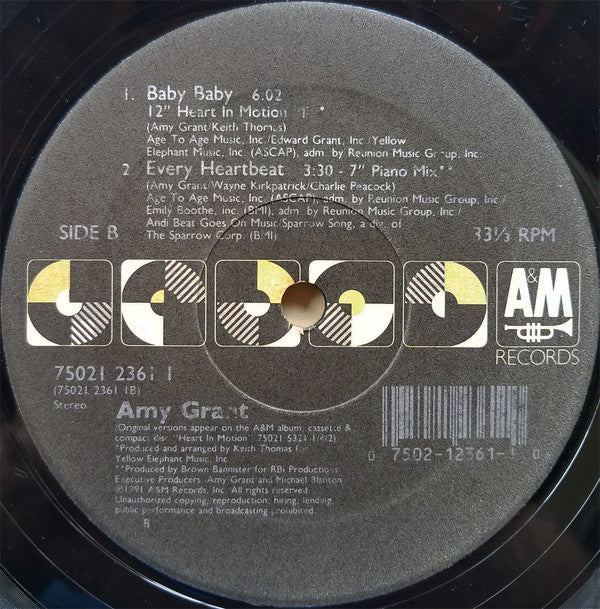 1. Baby Baby 6.02
12" Heart In Motion *
(Amy Grant/Keith Thomas)
Age To Age Music, Inc./Edward Grant, Inc./Yellow
Elephant Music, Inc. (ASCAP), adm. by Reunion Music Group, Inc.
2. Every Heartbeat 3:30 - 7" Piano Mix**
(Amy Grant/Wayne Kirkpatrick/Charlie Peacock)
Age To Age Music, Inc. (ASCAP), adm. by Reunion Music Group, Inc./
Emily Boothe, Inc. (BMI), adm. by Reunion Music Group, Inc./
Andi Beat Goes On Music/Sparrow Song, a div. of
The Sparrow Corp. (BMI)
SIDE B
33⅓ RPM
A&M
RECORDS
75021 2361 1
(75021 2361 1B)
Stereo
Amy Grant
Original versions appear on the A&M album, cassette &
compact disc "Heart In Motion" 75021 5321 1/4(2)
*Produced and arranged by Keith Thomas for
Yellow Elephant Music, Inc.
**Produced by Brown Bannister for RBI Productions
Executive Producers: Amy Grant and Michael Blanton
℗1991 A&M Records, Inc. All rights reserved.
Unauthorized copying, reproduction, hiring, lending,
public performance and broadcasting prohibited.
B
0 7502-12361-1